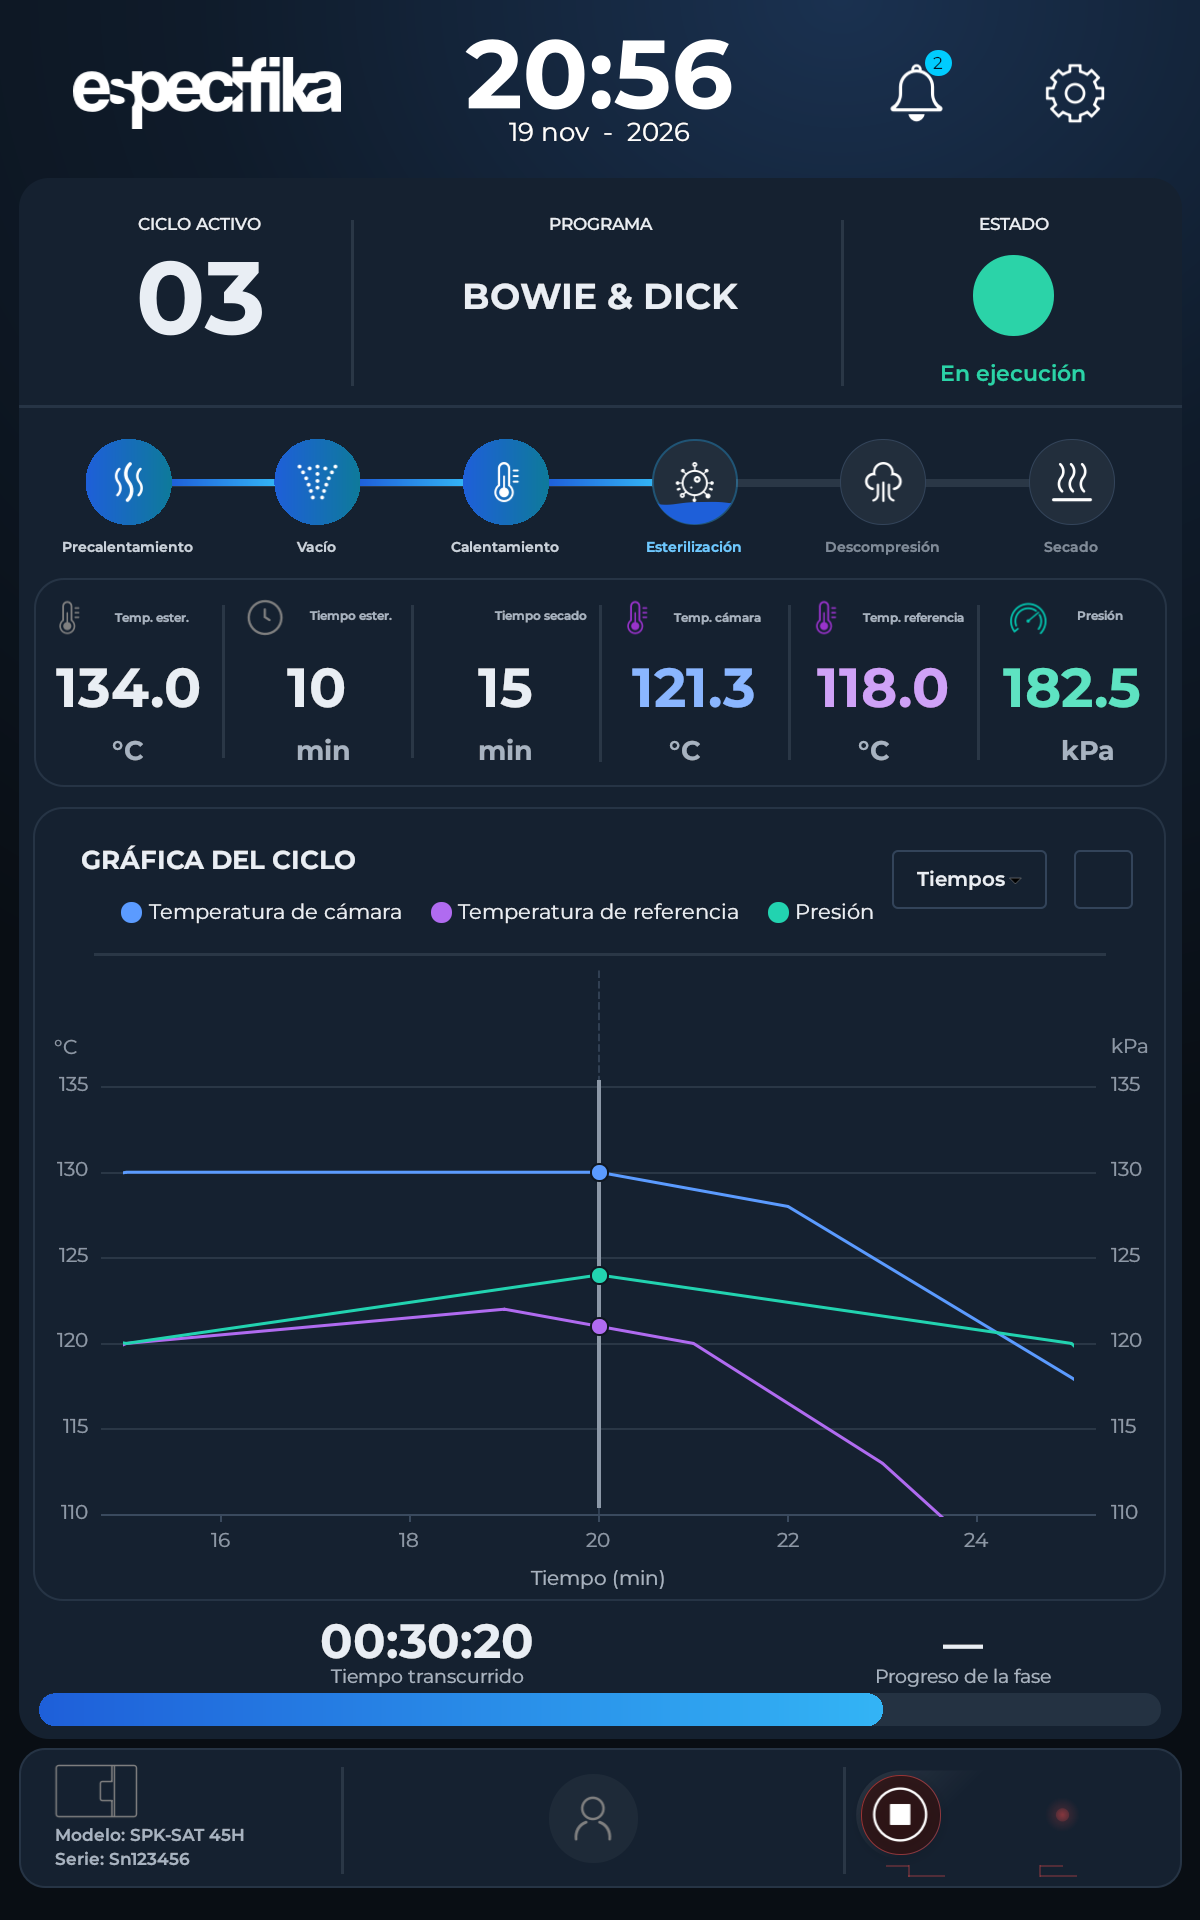 especifika
20:56
19 nov - 2026
2
CICLO ACTIVO
03
PROGRAMA
BOWIE & DICK
ESTADO
En ejecución
Precalentamiento
Vacío
Calentamiento
Esterilización
Descompresión
Secado
Temp. ester.
134.0
°C
Tiempo ester.
10
min
Tiempo secado
15
min
Temp. cámara
121.3
°C
Temp. referencia
118.0
°C
Presión
182.5
kPa
GRÁFICA DEL CICLO
Tiempos
Temperatura de cámara
Temperatura de referencia
Presión
°C
kPa
135
135
130
130
125
125
120
120
115
115
110
110
16
18
20
22
24
Tiempo (min)
00:30:20
Tiempo transcurrido
—
Progreso de la fase
Modelo: SPK-SAT 45H
Serie: Sn123456